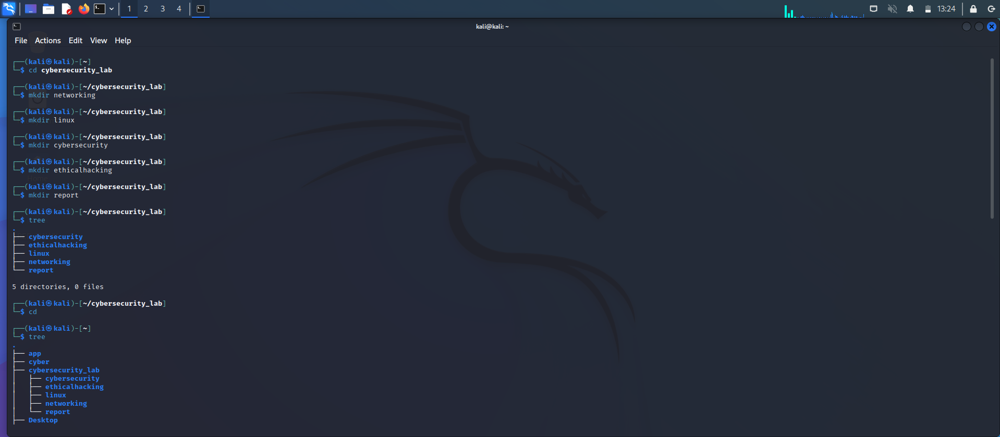 1 2 3 4 13:24
kali@kali: ~
File Actions Edit View Help
┌──(kali㉿kali)-[~]
└─$ cd cybersecurity_lab
┌──(kali㉿kali)-[~/cybersecurity_lab]
└─$ mkdir networking
┌──(kali㉿kali)-[~/cybersecurity_lab]
└─$ mkdir linux
┌──(kali㉿kali)-[~/cybersecurity_lab]
└─$ mkdir cybersecurity
┌──(kali㉿kali)-[~/cybersecurity_lab]
└─$ mkdir ethicalhacking
Home
┌──(kali㉿kali)-[~/cybersecurity_lab]
└─$ mkdir report
┌──(kali㉿kali)-[~/cybersecurity_lab]
└─$ tree
.
├── cybersecurity
├── ethicalhacking
├── linux
├── networking
└── report
5 directories, 0 files
┌──(kali㉿kali)-[~/cybersecurity_lab]
└─$ cd
┌──(kali㉿kali)-[~]
└─$ tree
.
├── app
├── cyber
├── cybersecurity_lab
│   ├── cybersecurity
│   ├── ethicalhacking
│   ├── linux
│   ├── networking
│   └── report
├── Desktop